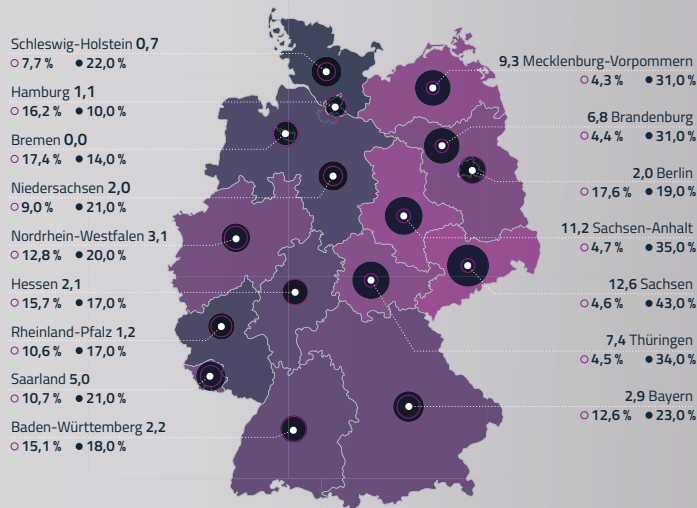 Schleswig-Holstein 0,7
7,7 % 22,0 %
Hamburg 1,1
16,2 % 10,0 %
Bremen 0,0
17,4 % 14,0 %
Niedersachsen 2,0
9,0 % 21,0 %
Nordrhein-Westfalen 3,1
12,8 % 20,0 %
Hessen 2,1
15,7 % 17,0 %
Rheinland-Pfalz 1,2
10,6 % 17,0 %
Saarland 5,0
10,7 % 21,0 %
Baden-Württemberg 2,2
15,1 % 18,0 %
9,3 Mecklenburg-Vorpommern
4,3 % 31,0 %
6,8 Brandenburg
4,4 % 31,0 %
2,0 Berlin
17,6 % 19,0 %
11,2 Sachsen-Anhalt
4,7 % 35,0 %
12,6 Sachsen
4,6 % 43,0 %
7,4 Thüringen
4,5 % 34,0 %
2,9 Bayern
12,6 % 23,0 %